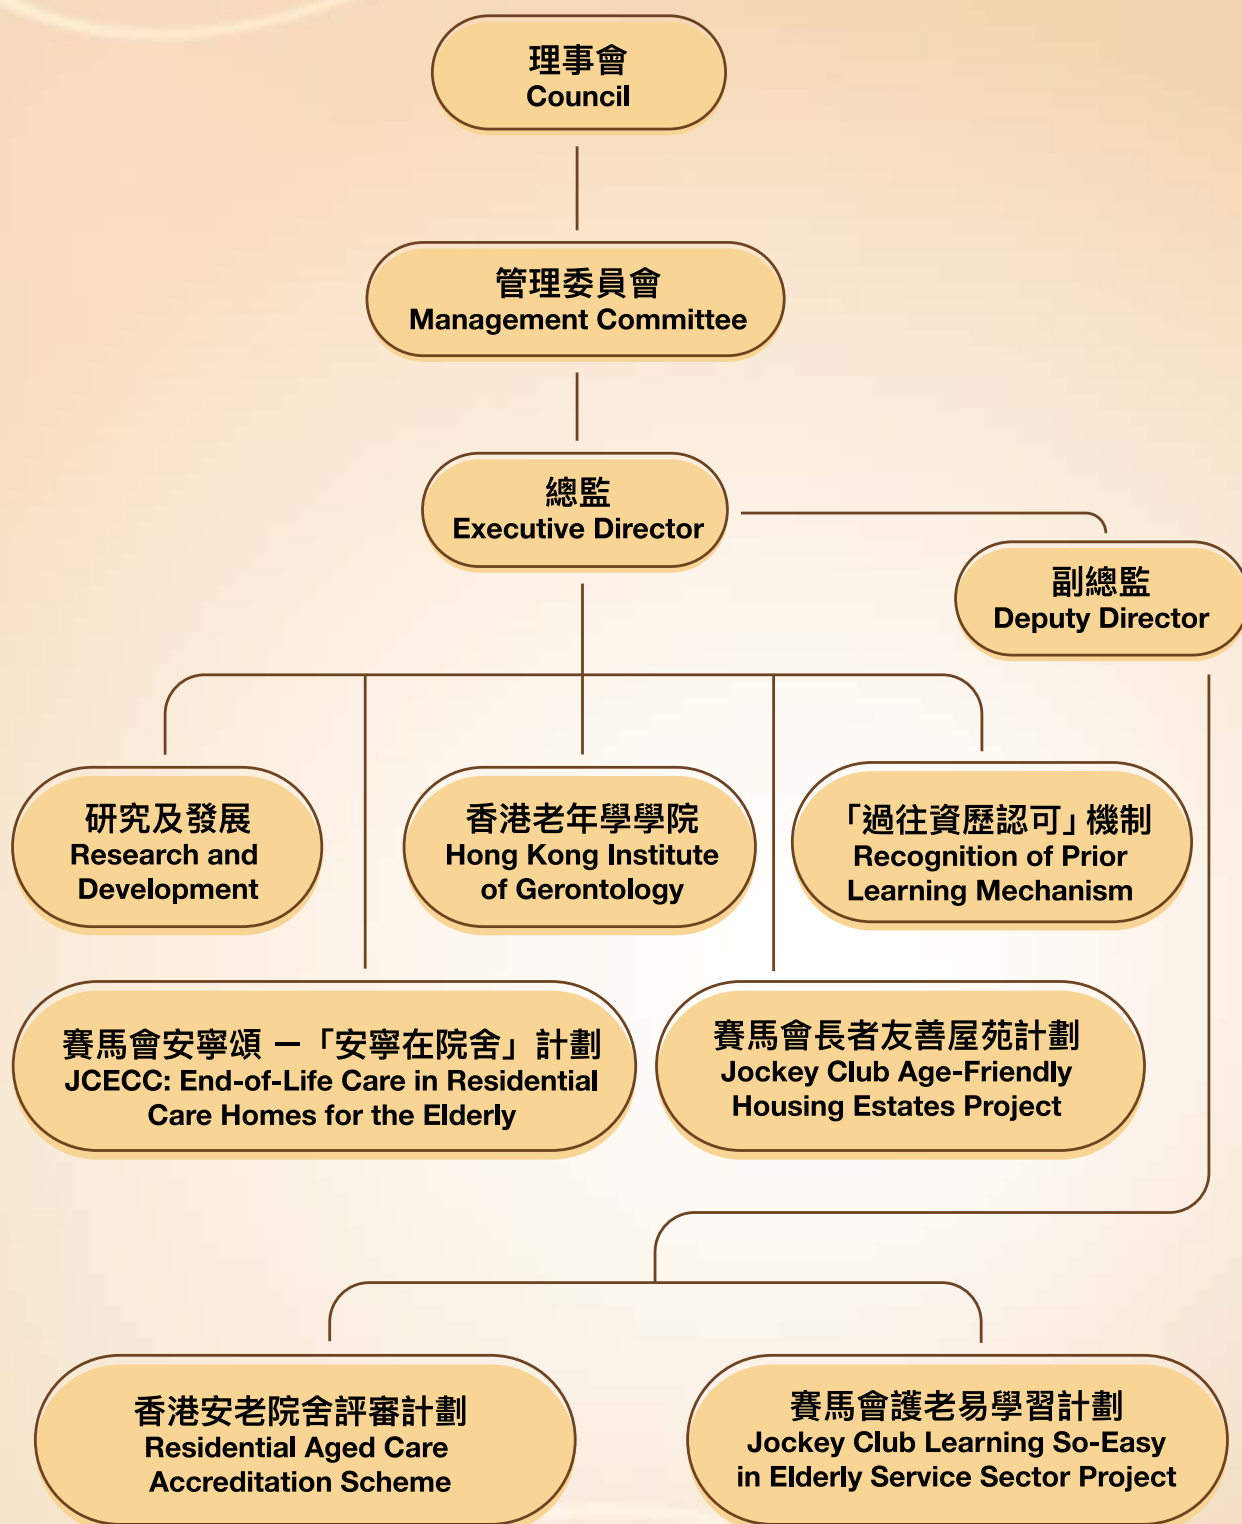 理事會
Council
管理委員會
Management Committee
總監
Executive Director
副總監
Deputy Director
研究及發展
Research and
Development
香港老年學學院
Hong Kong Institute
of Gerontology
「過往資歷認可」機制
Recognition of Prior
Learning Mechanism
賽馬會安寧頌 －「安寧在院舍」計劃
JCECC: End-of-Life Care in Residential
Care Homes for the Elderly
賽馬會長者友善屋苑計劃
Jockey Club Age-Friendly
Housing Estates Project
香港安老院舍評審計劃
Residential Aged Care
Accreditation Scheme
賽馬會護老易學習計劃
Jockey Club Learning So-Easy
in Elderly Service Sector Project